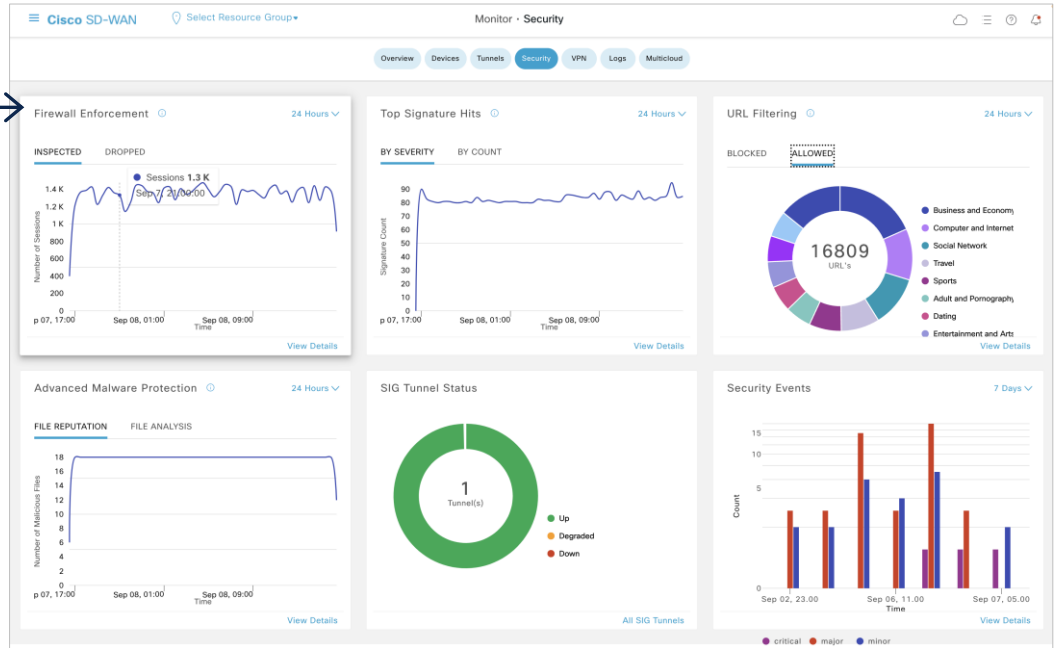 Cisco SD-WAN
Select Resource Group
Monitor · Security
Overview
Devices
Tunnels
Security
VPN
Logs
Multicloud
Firewall Enforcement
24 Hours
INSPECTED
DROPPED
Sessions 1.3 K
Sep 7, 21:00:00
Number of Sessions
1.4 K
1.2 K
1 K
800
600
400
200
0
p 07, 17:00
Sep 08, 01:00
Sep 08, 09:00
Time
View Details
Top Signature Hits
24 Hours
BY SEVERITY
BY COUNT
Signature Count
90
80
70
60
50
40
30
20
10
0
p 07, 17:00
Sep 08, 01:00
Sep 08, 09:00
Time
View Details
URL Filtering
24 Hours
BLOCKED
ALLOWED
16809
URL's
Business and Economy
Computer and Internet
Social Network
Travel
Sports
Adult and Pornography
Dating
Entertainment and Arts
View Details
Advanced Malware Protection
24 Hours
FILE REPUTATION
FILE ANALYSIS
Number of Malicious Files
18
16
14
12
10
8
6
4
2
0
p 07, 17:00
Sep 08, 01:00
Sep 08, 09:00
Time
View Details
SIG Tunnel Status
1
Tunnel(s)
Up
Degraded
Down
All SIG Tunnels
Security Events
7 Days
Count
15
10
5
0
Sep 02, 23.00
Sep 06, 11.00
Sep 07, 05.00
Time
View Details
critical
major
minor